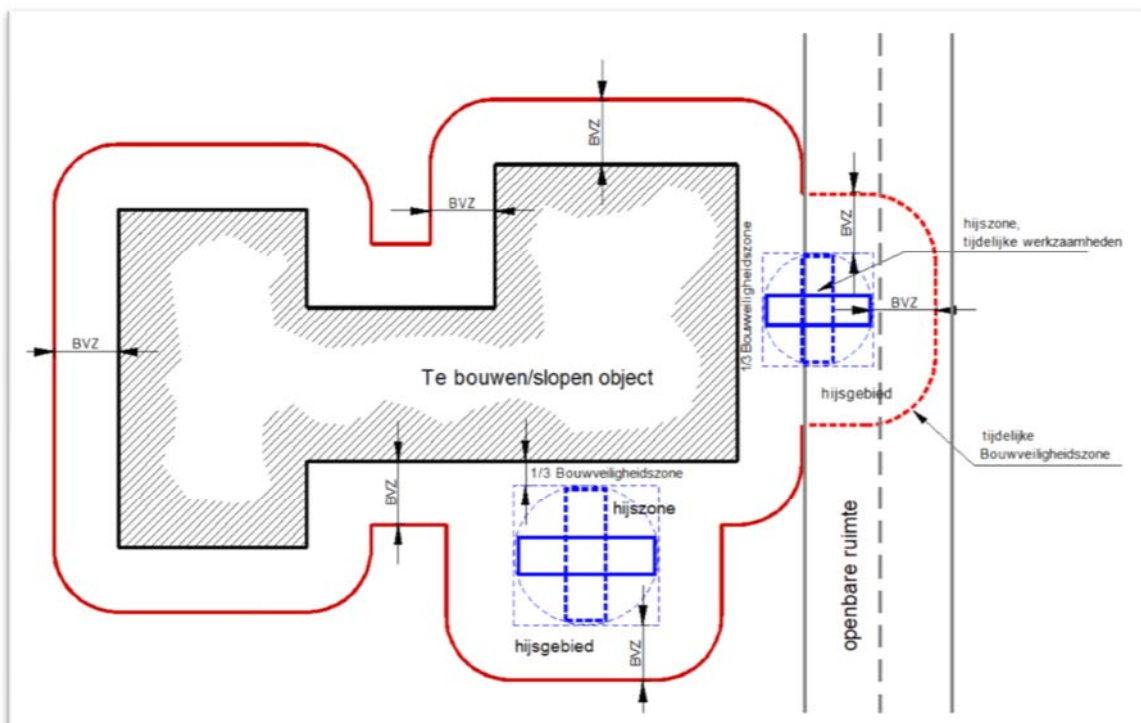 BVZ
BVZ
BVZ
hijszone,
tijdelijke werkzaamheden
1/3 Bouwveiligheidszone
BVZ
BVZ
Te bouwen/slopen object
hijsgebied
tijdelijke
Bouwveiligheidszone
1/3 Bouwveiligheidszone
BVZ
hijszone
openbare ruimte
hijsgebied
BVZ